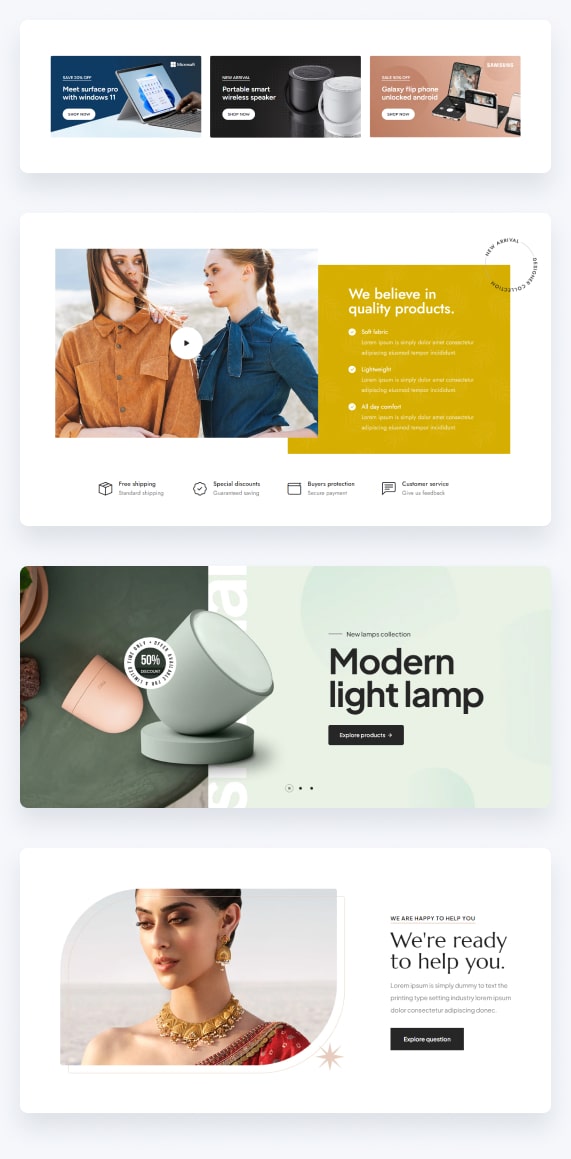 Microsoft
SAVE 20% OFF
Meet surface pro
with windows 11
SHOP NOW
NEW ARRIVAL
Portable smart
wireless speaker
SHOP NOW
SAMSUNG
SALE 50% OFF
Galaxy flip phone
unlocked android
SHOP NOW
NEW ARRIVAL
DESIGNER COLLECTION
We believe in
quality products.
Soft fabric
Lorem ipsum is simply dolor amet consectetur
adipiscing eiusmod tempor incididunt.
Lightweight
Lorem ipsum is simply dolor amet consectetur
adipiscing eiusmod tempor incididunt.
All day comfort
Lorem ipsum is simply dolor amet consectetur
adipiscing eiusmod tempor incididunt.
Free shipping
Standard shipping
Special discounts
Guaranteed saving
Buyers protection
Secure payment
Customer service
Give us feedback
50%
DISCOUNT
OFFER AVAILABLE FOR A LIMITED TIME ONLY
New lamps collection
Modern
light lamp
Explore products →
WE ARE HAPPY TO HELP YOU
We're ready
to help you.
Lorem ipsum is simply dummy to text the
printing type setting industry lorem ipsum
dolor consectetur adipiscing donec.
Explore question